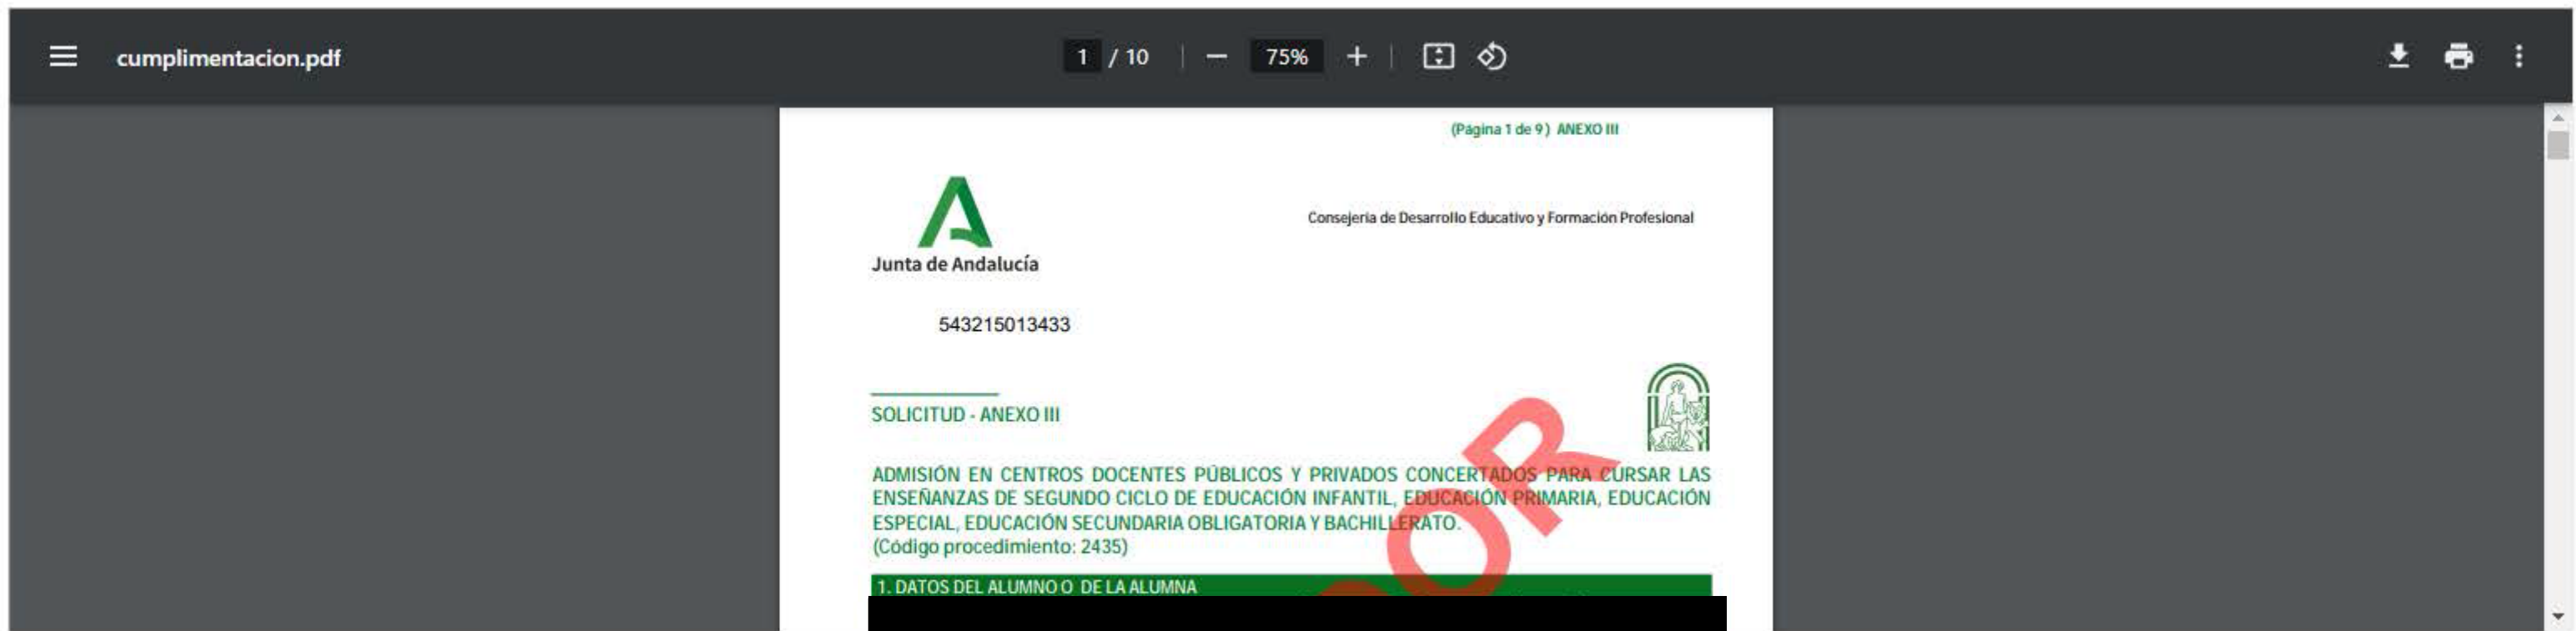 cumplimentacion.pdf
1 / 10
75%
(Página 1 de 9) ANEXO III
Consejería de Desarrollo Educativo y Formación Profesional
Junta de Andalucía
543215013433
SOLICITUD - ANEXO III
ADMISIÓN EN CENTROS DOCENTES PÚBLICOS Y PRIVADOS CONCERTADOS PARA CURSAR LAS
ENSEÑANZAS DE SEGUNDO CICLO DE EDUCACIÓN INFANTIL, EDUCACIÓN PRIMARIA, EDUCACIÓN
ESPECIAL, EDUCACIÓN SECUNDARIA OBLIGATORIA Y BACHILLERATO.
(Código procedimiento: 2435)
1. DATOS DEL ALUMNO O DE LA ALUMNA
OR